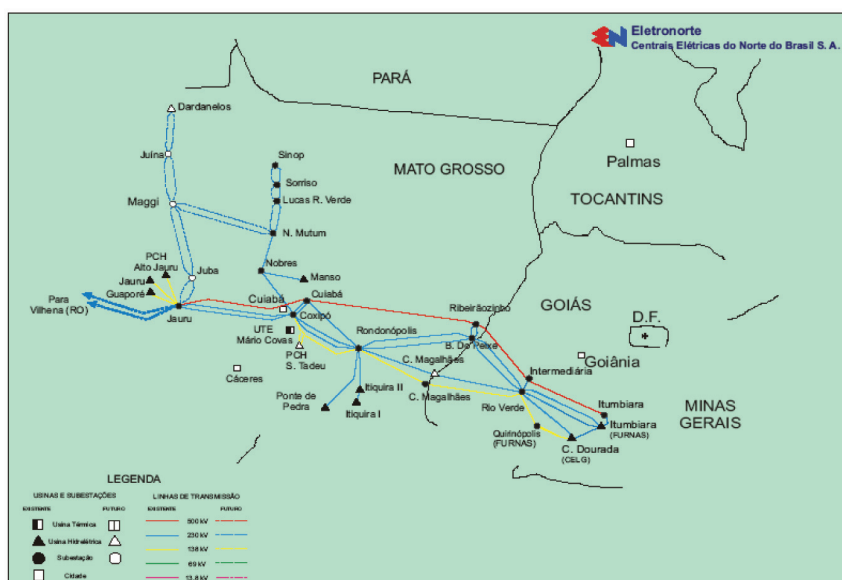 Eletronorte
Centrais Elétricas do Norte do Brasil S. A.
PARÁ
Dardanelos
Juína
Sinop
MATO GROSSO
Palmas
Sorriso
Lucas R. Verde
TOCANTINS
Maggi
N. Mutum
PCH
Alto Jauru
Juba
Nobres
Manso
Jauru
Guaporé
Para
Vilhena (RO)
Cuiabá
Cuiabá
Ribeirãozinho
GOIÁS
Jauru
Coxipó
D.F.
UTE
Mário Covas
Rondonópolis
B. Do Peixe
PCH
S. Tadeu
C. Magalhães
Goiânia
Intermediária
Cáceres
Itiquira II
C. Magalhães
Ponte de
Pedra
Itiquira I
Rio Verde
Itumbiara
MINAS
GERAIS
Itumbiara
(FURNAS)
Quirinópolis
(FURNAS)
C. Dourada
(CELG)
LEGENDA
USINAS E SUBESTAÇÕES
LINHAS DE TRANSMISSÃO
EXISTENTE
FUTURO
EXISTENTE
FUTURO
Usina Térmica
500 kV
Usina Hidrelétrica
230 kV
138 kV
Subestação
69 kV
Cidade
13,8 kV